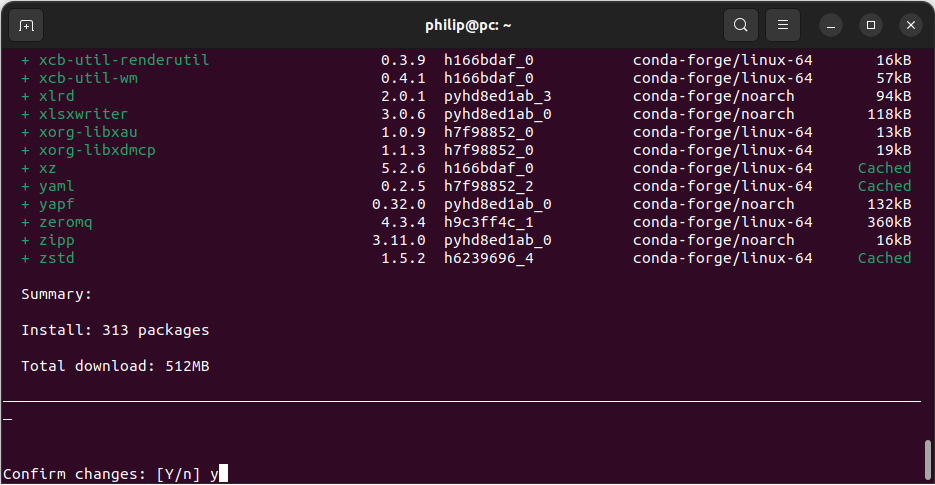 philip@pc: ~
+ xcb-util-renderutil 0.3.9 h166bdaf_0 conda-forge/linux-64 16kB
+ xcb-util-wm 0.4.1 h166bdaf_0 conda-forge/linux-64 57kB
+ xlrd 2.0.1 pyhd8ed1ab_3 conda-forge/noarch 94kB
+ xlsxwriter 3.0.6 pyhd8ed1ab_0 conda-forge/noarch 118kB
+ xorg-libxau 1.0.9 h7f98852_0 conda-forge/linux-64 13kB
+ xorg-libxdmcp 1.1.3 h7f98852_0 conda-forge/linux-64 19kB
+ xz 5.2.6 h166bdaf_0 conda-forge/linux-64 Cached
+ yaml 0.2.5 h7f98852_2 conda-forge/linux-64 Cached
+ yapf 0.32.0 pyhd8ed1ab_0 conda-forge/noarch 132kB
+ zeromq 4.3.4 h9c3ff4c_1 conda-forge/linux-64 360kB
+ zipp 3.11.0 pyhd8ed1ab_0 conda-forge/noarch 16kB
+ zstd 1.5.2 h6239696_4 conda-forge/linux-64 Cached
Summary:
Install: 313 packages
Total download: 512MB
Confirm changes: [Y/n] y